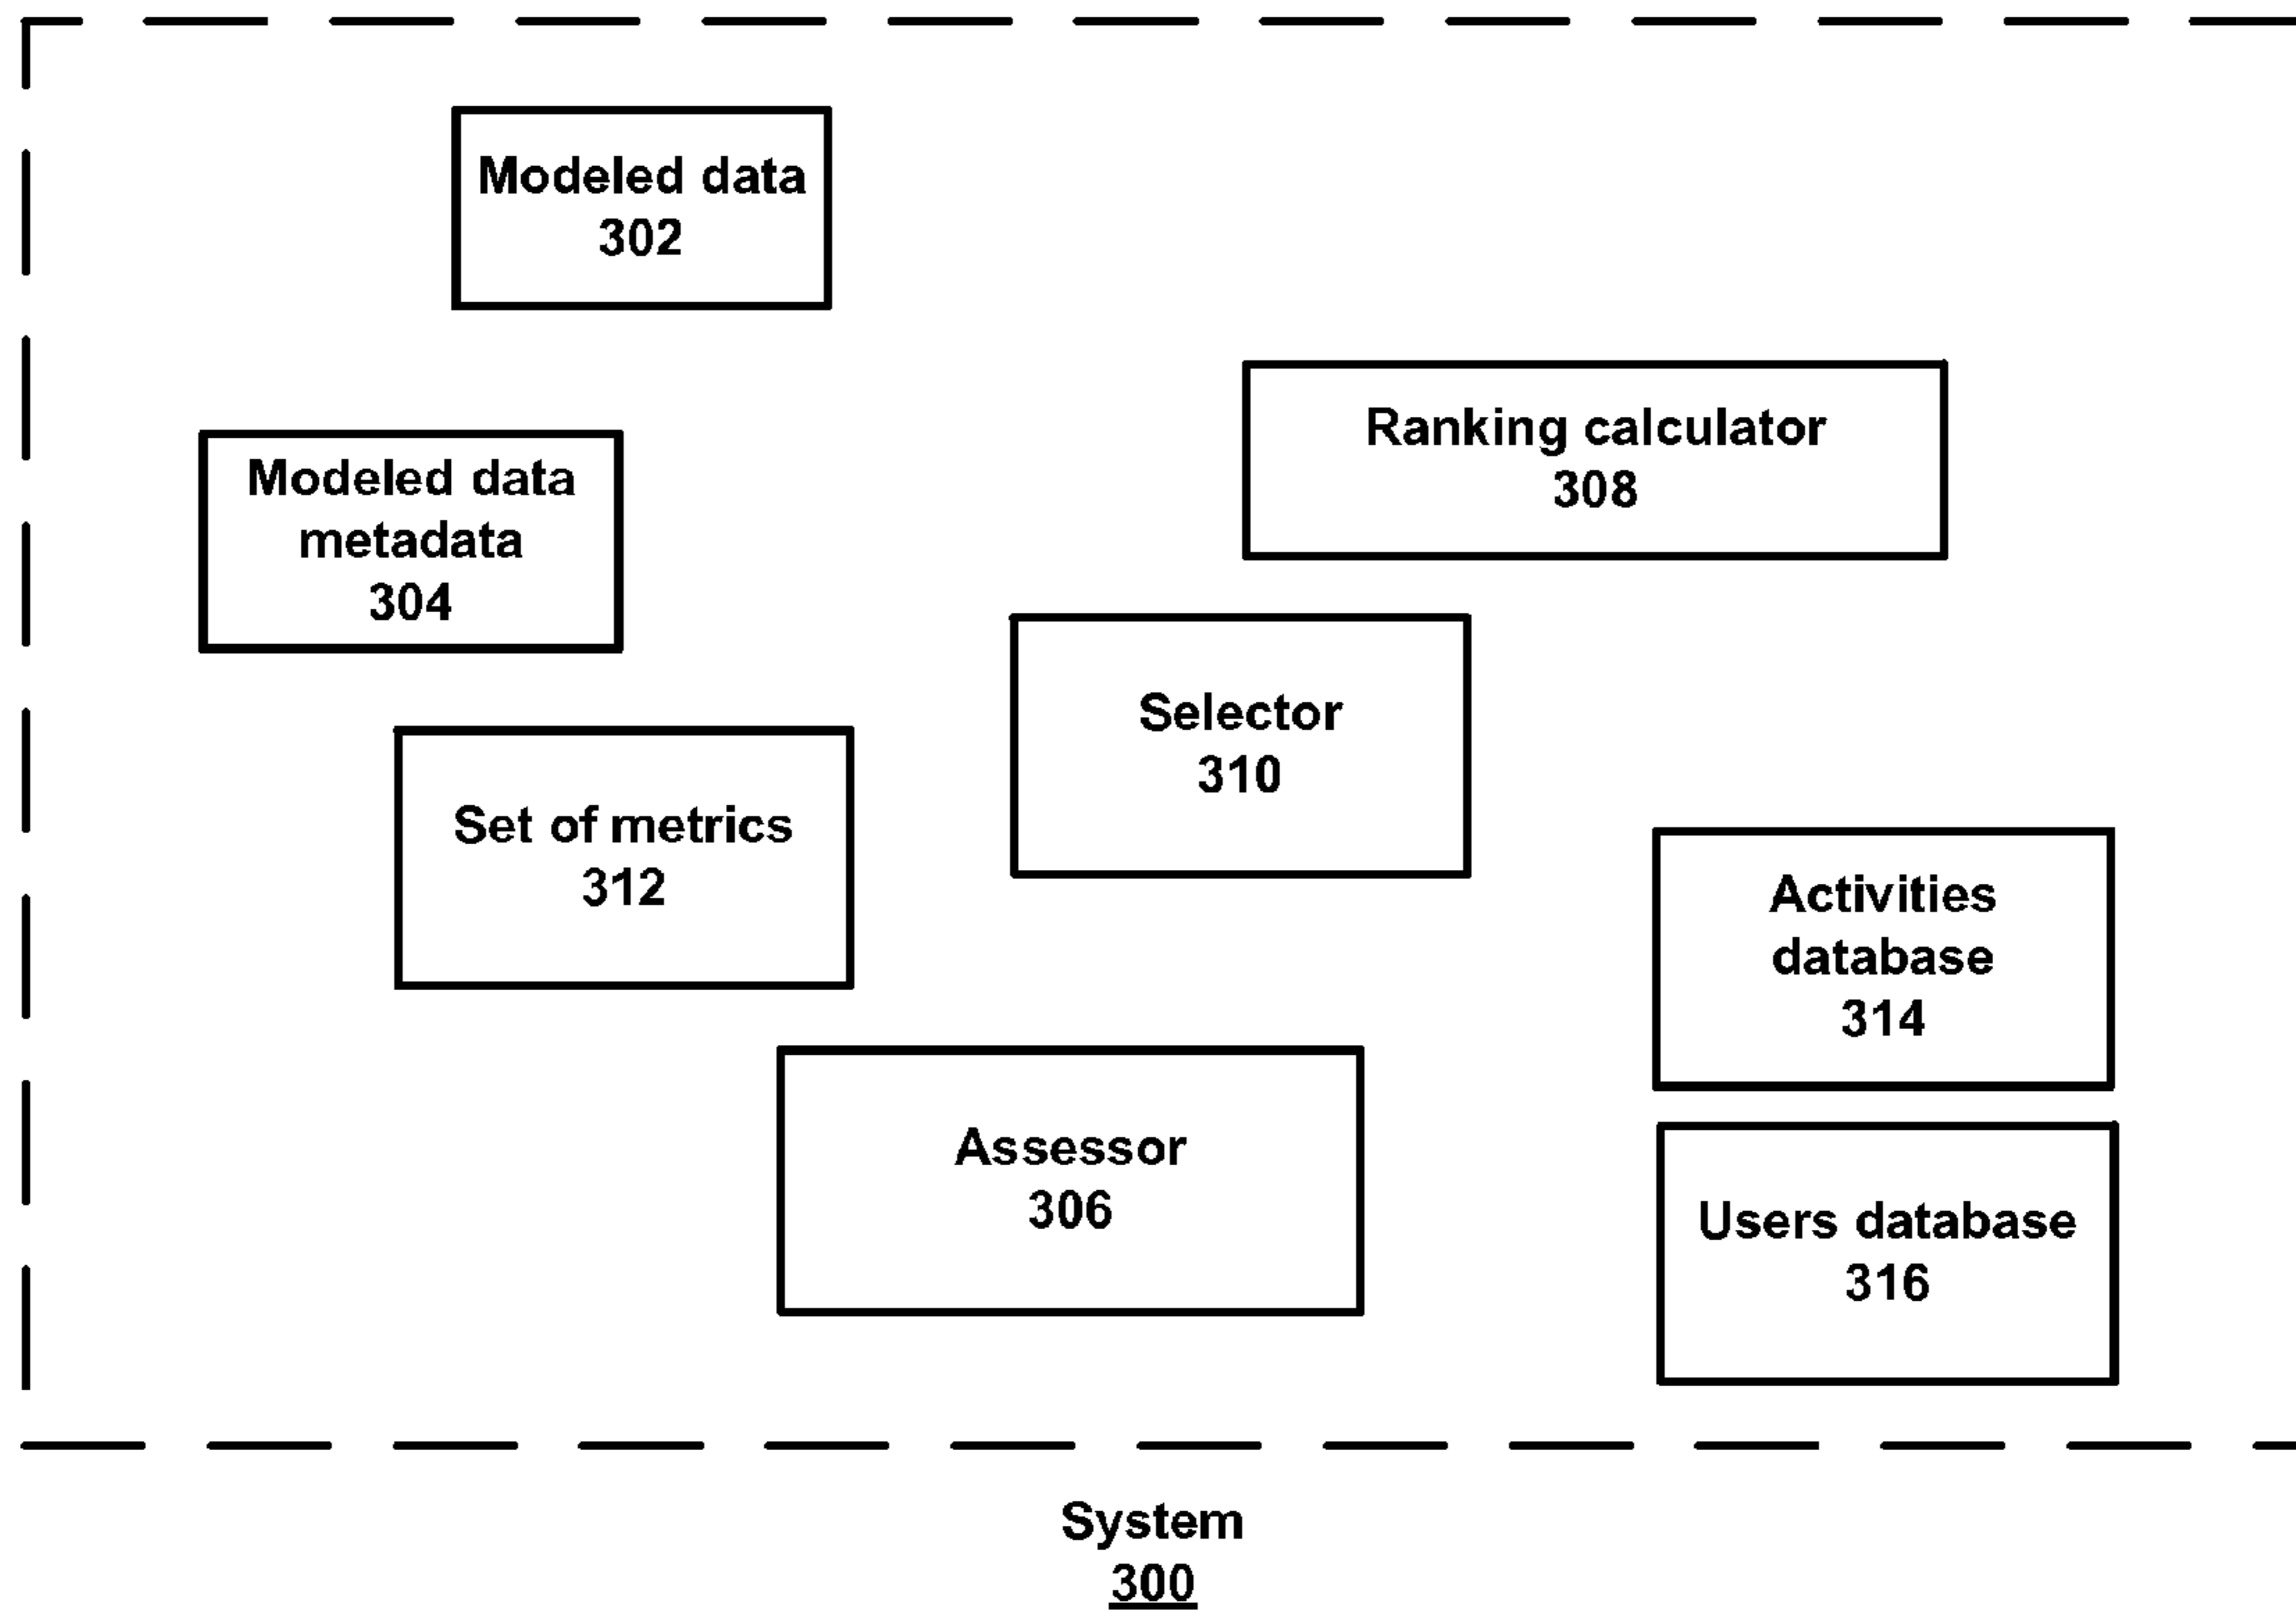 Modeled data
302
Ranking calculator
308
Modeled data
metadata
304
Selector
310
Set of metrics
312
Activities
database
314
Assessor
306
Users database
316
System
300